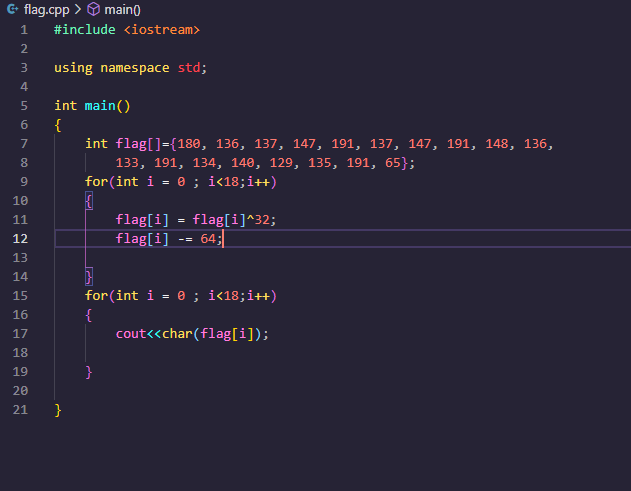 flag.cpp > main()
1 #include <iostream>
2
3 using namespace std;
4
5 int main()
6 {
7 int flag[]={180, 136, 137, 147, 191, 137, 147, 191, 148, 136,
8 133, 191, 134, 140, 129, 135, 191, 65};
9 for(int i = 0 ; i<18;i++)
10 {
11 flag[i] = flag[i]^32;
12 flag[i] -= 64;
13
14 }
15 for(int i = 0 ; i<18;i++)
16 {
17 cout<<char(flag[i]);
18
19 }
20
21 }